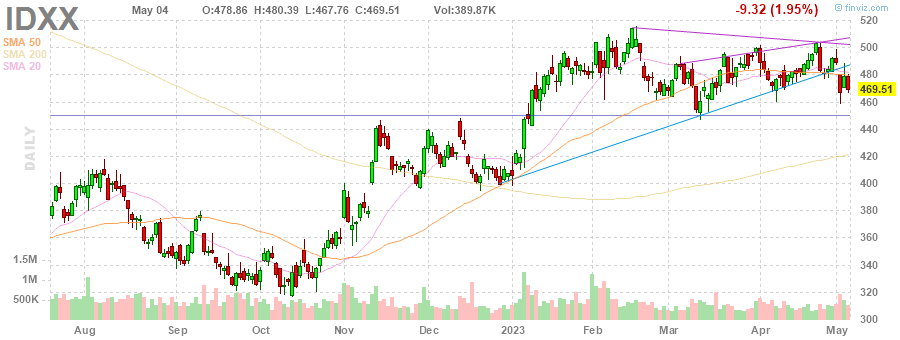 IDXX
May 04 O:478.86 H:480.39 L:467.76 C:469.51 Vol:389.87K -9.32 (1.95%)
© finviz.com
SMA 50
SMA 200
SMA 20
DAILY
520
500
480
469.51
460
440
420
400
380
360
340
320
300
1.5M
1M
500K
Aug Sep Oct Nov Dec 2023 Feb Mar Apr May